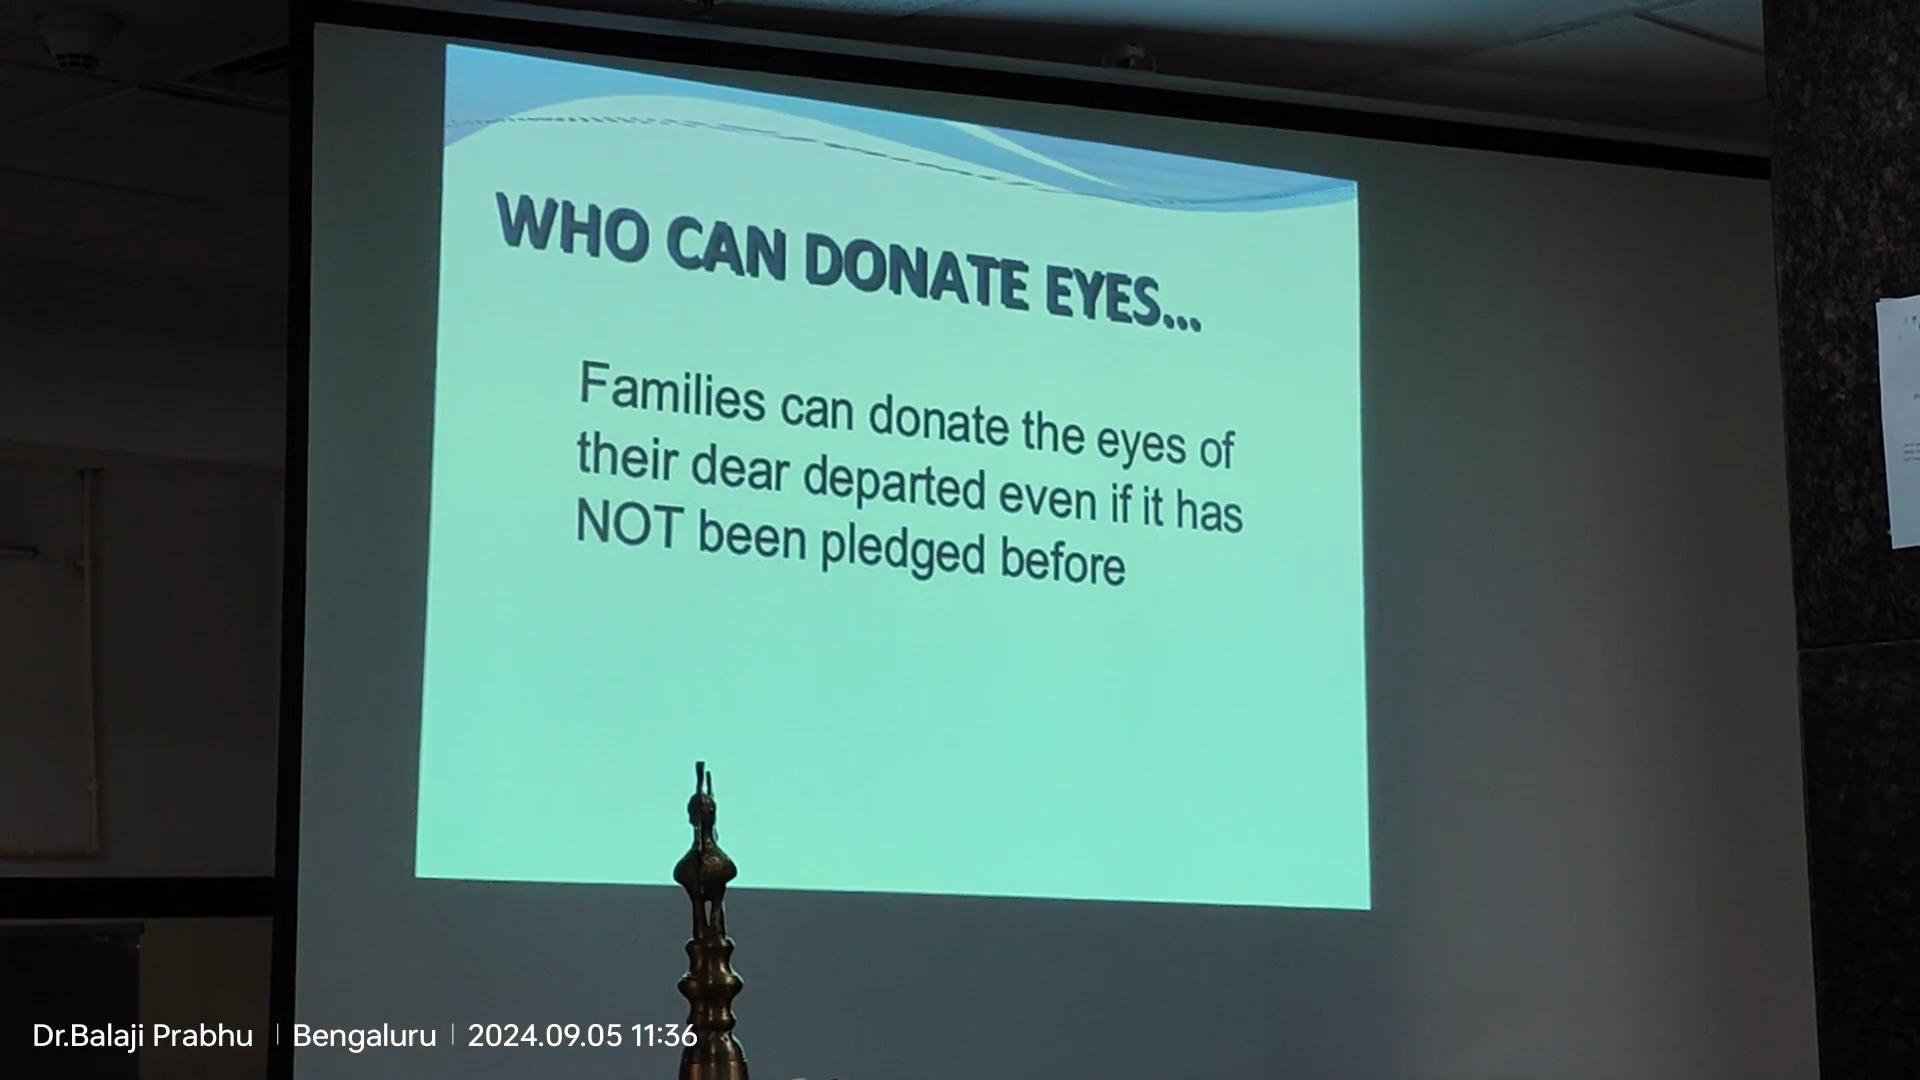 WHO CAN DONATE EYES...
Families can donate the eyes of
their dear departed even if it has
NOT been pledged before
Dr.Balaji Prabhu | Bengaluru | 2024.09.05 11:36